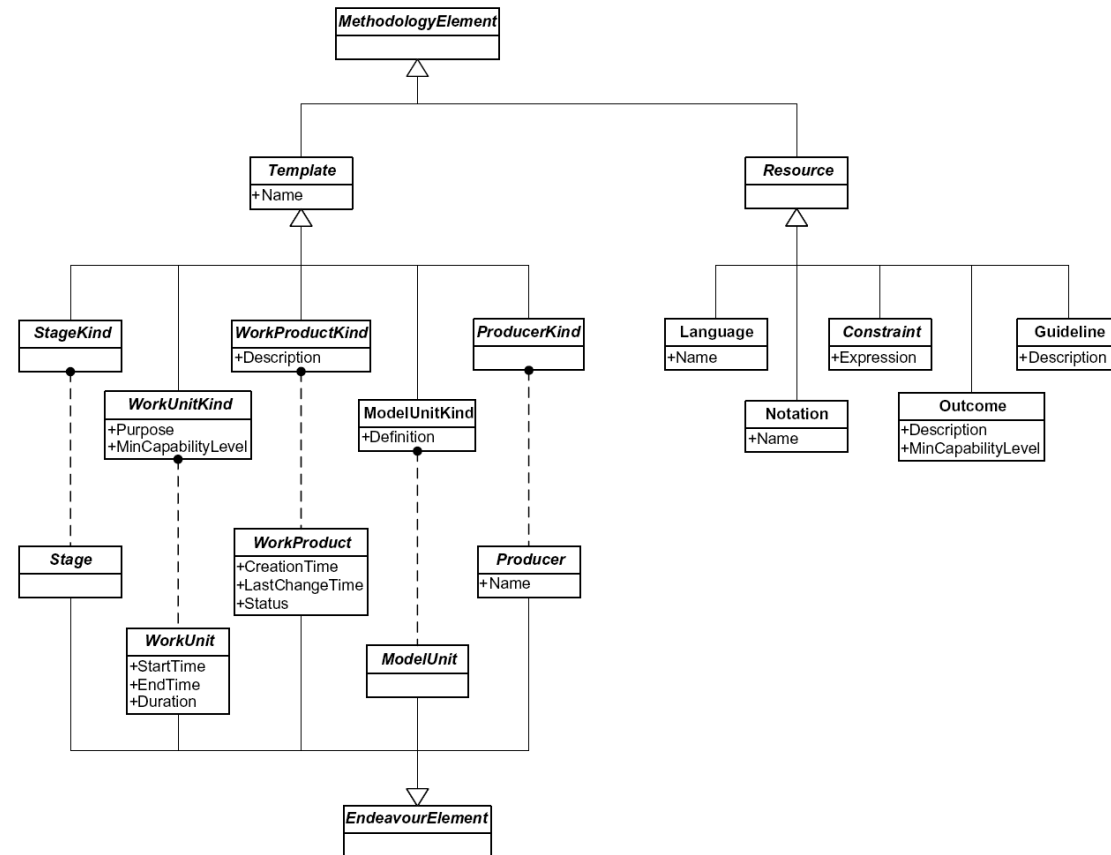 MethodologyElement
Template
+Name
Resource
StageKind
WorkProductKind
+Description
ProducerKind
Language
+Name
Constraint
+Expression
Guideline
+Description
WorkUnitKind
+Purpose
+MinCapabilityLevel
ModelUnitKind
+Definition
Notation
+Name
Outcome
+Description
+MinCapabilityLevel
Stage
WorkProduct
+CreationTime
+LastChangeTime
+Status
Producer
+Name
WorkUnit
+StartTime
+EndTime
+Duration
ModelUnit
EndeavourElement